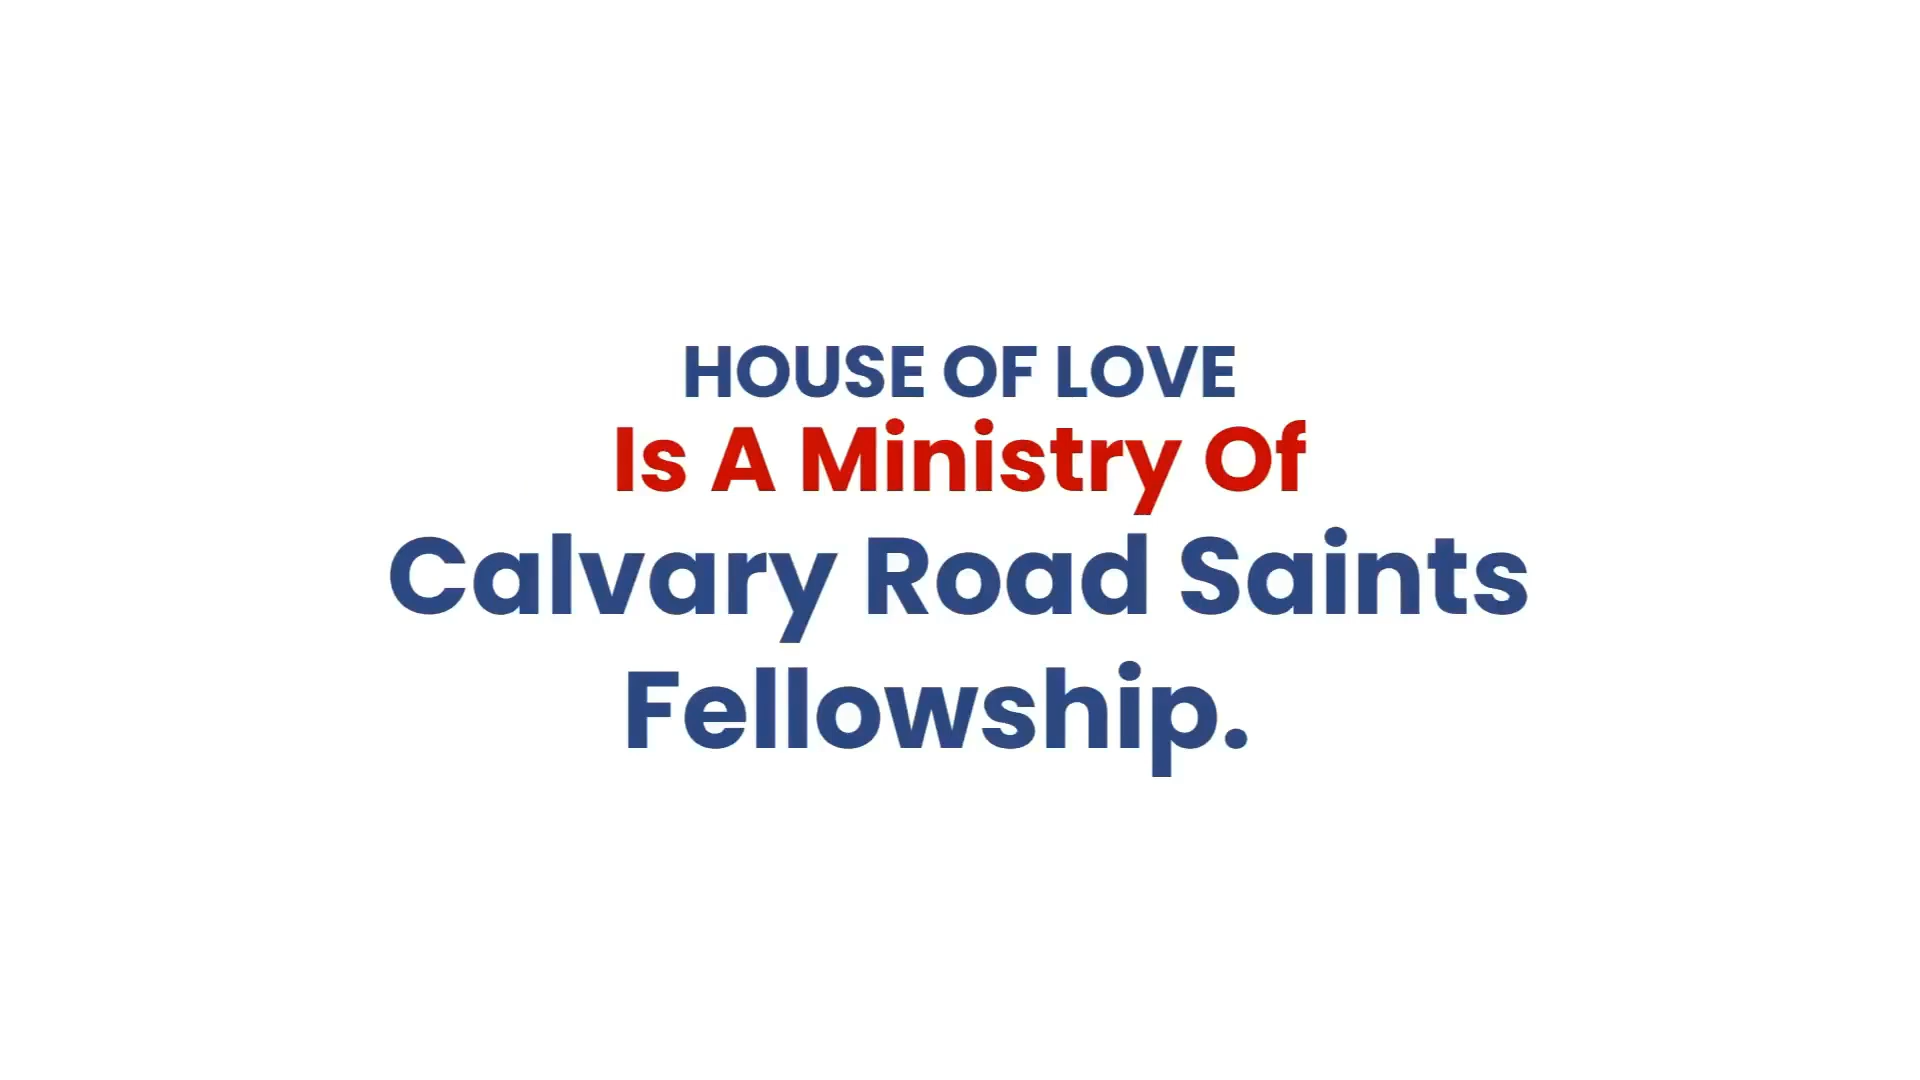 HOUSE OF LOVE
Is A Ministry Of
Calvary Road Saints
Fellowship.